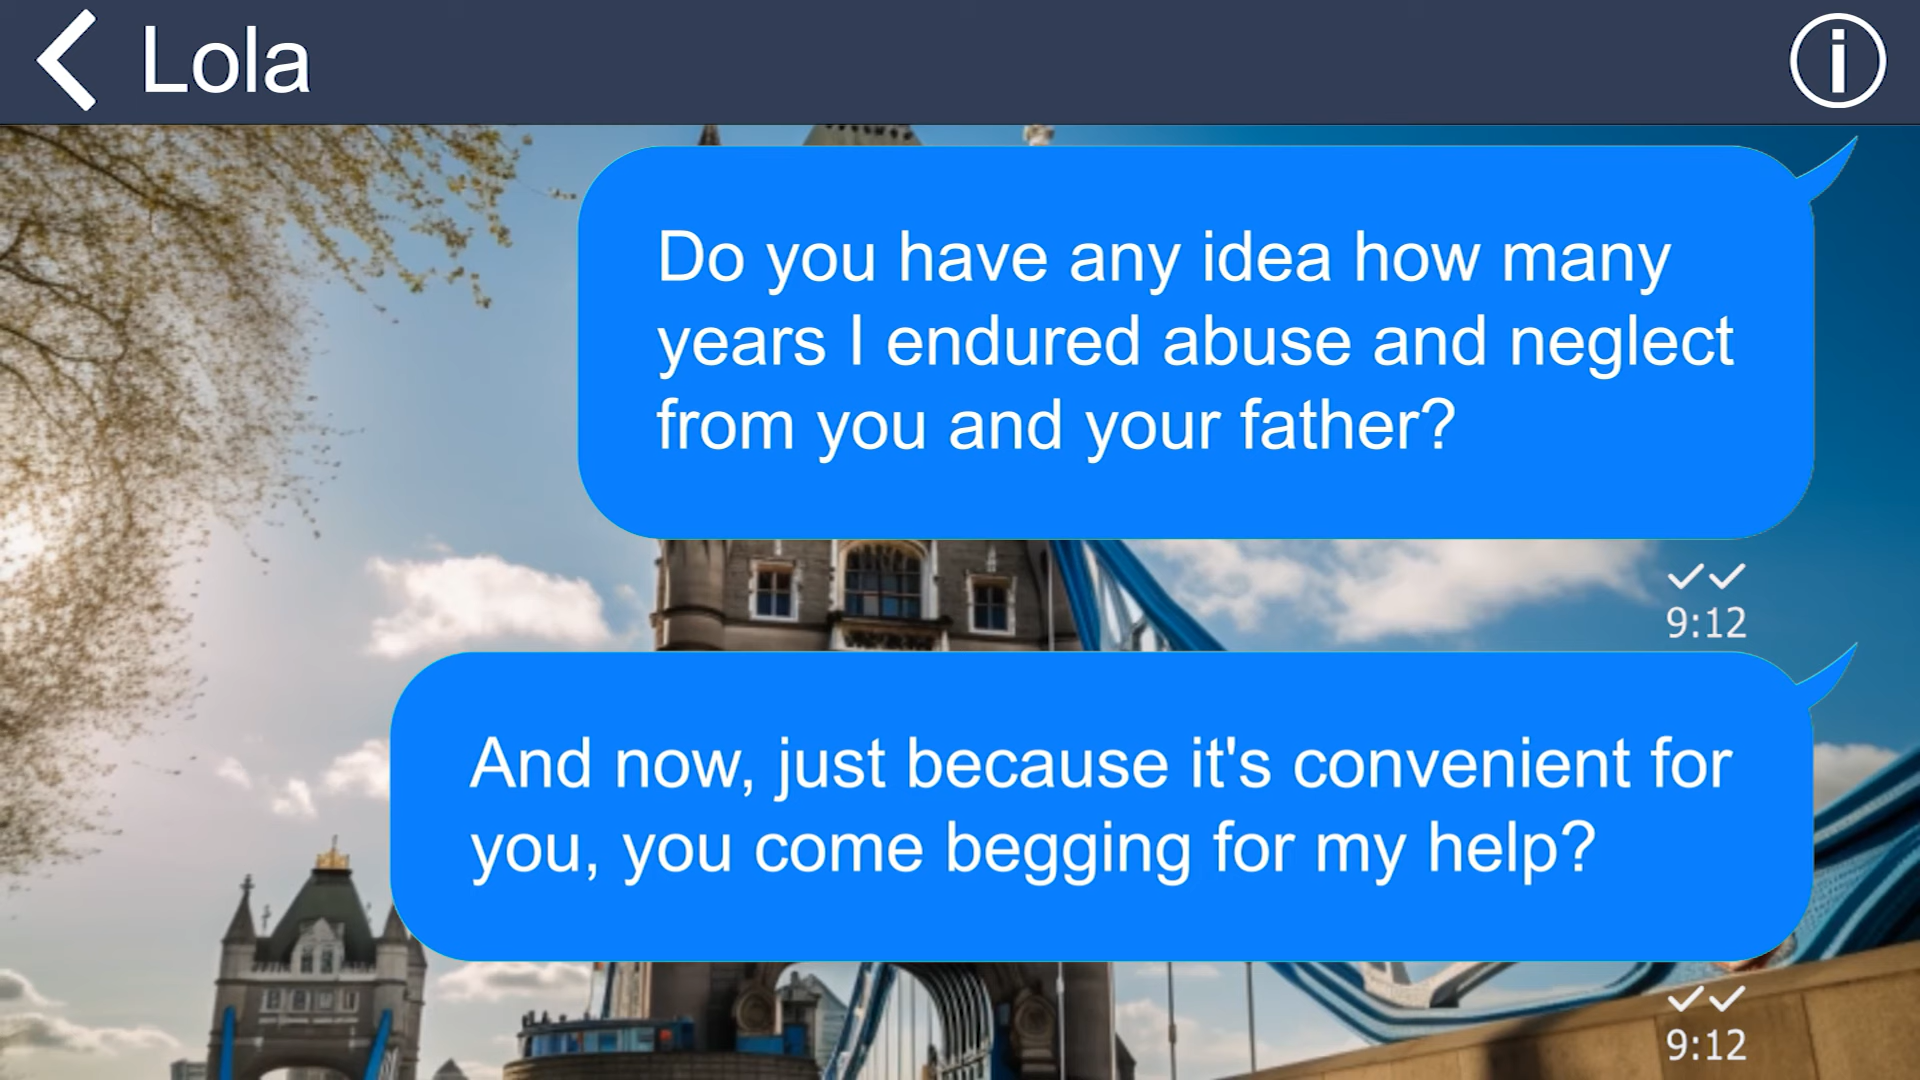 Lola
Do you have any idea how many
years I endured abuse and neglect
from you and your father?
9:12
And now, just because it's convenient for
you, you come begging for my help?
9:12